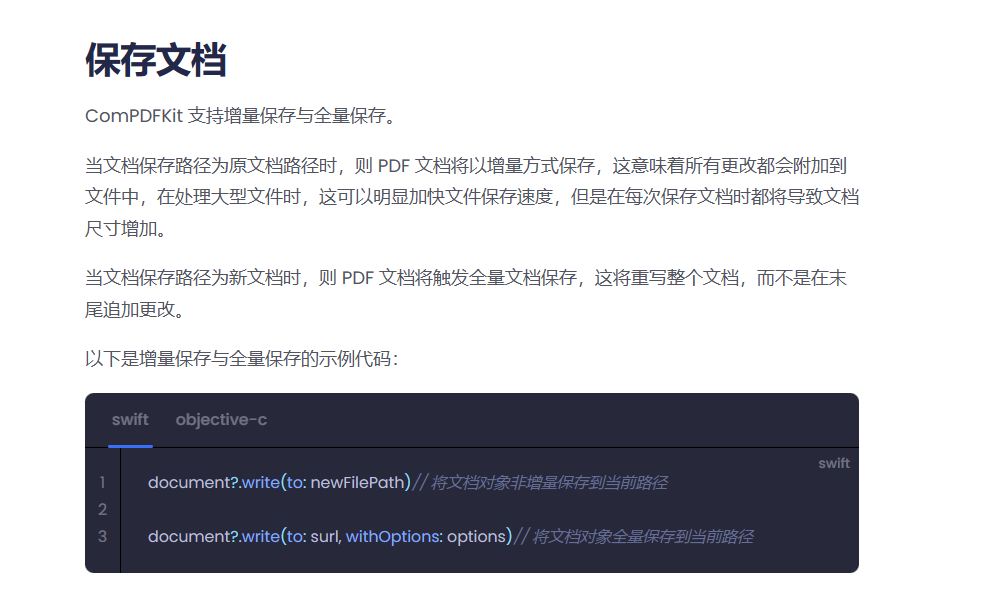 保存文档
ComPDFKit 支持增量保存与全量保存。
当文档保存路径为原文档路径时，则 PDF 文档将以增量方式保存，这意味着所有更改都会附加到
文件中，在处理大型文件时，这可以明显加快文件保存速度，但是在每次保存文档时都将导致文档
尺寸增加。
当文档保存路径为新文档时，则 PDF 文档将触发全量文档保存，这将重写整个文档，而不是在末
尾追加更改。
以下是增量保存与全量保存的示例代码：
swift objective-c
swift
1 document?.write(to: newFilePath)// 将文档对象非增量保存到当前路径
2
3 document?.write(to: surl, withOptions: options)// 将文档对象全量保存到当前路径